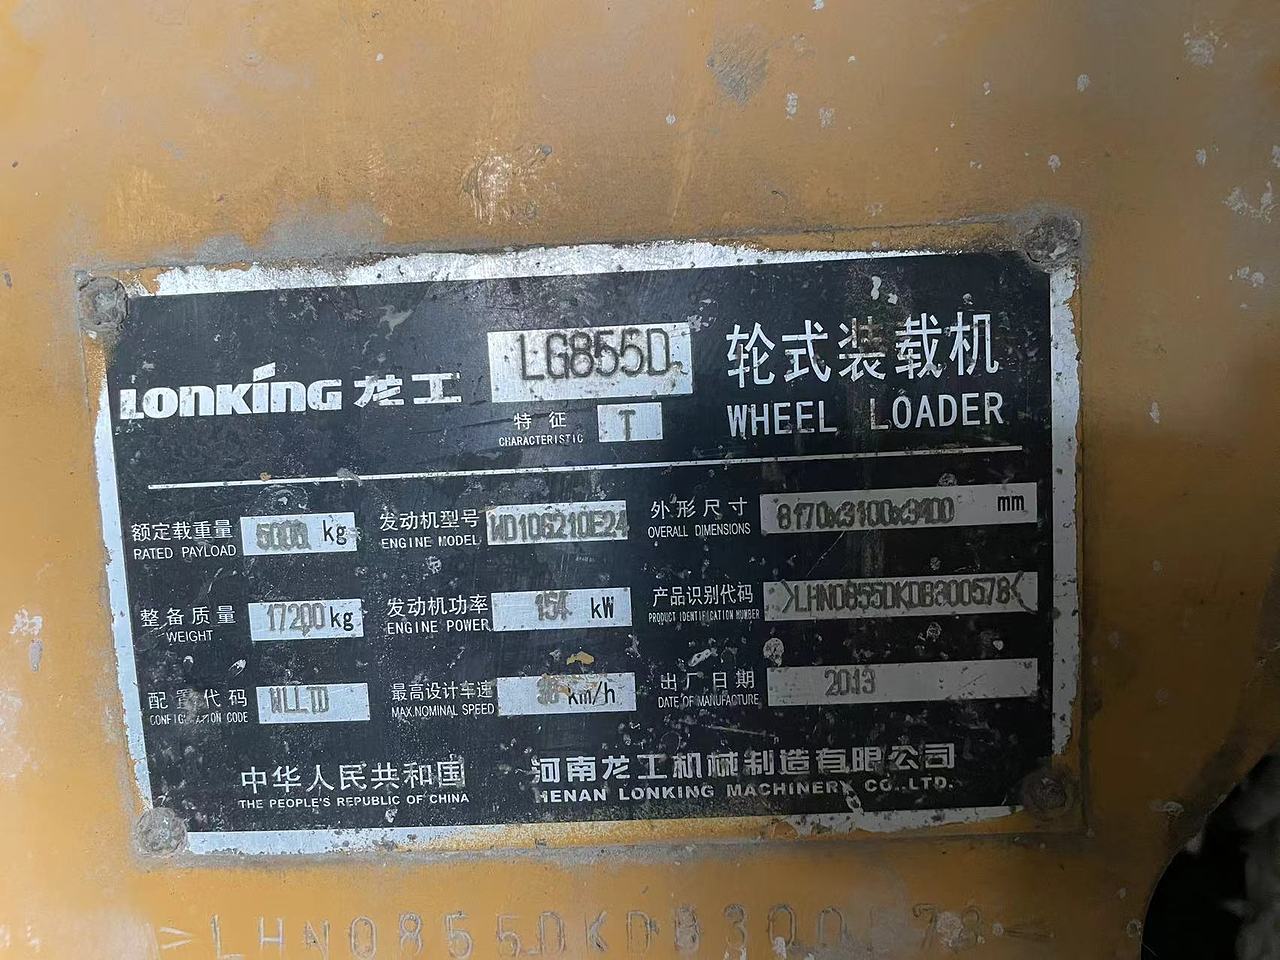 LONKING 龙工 LG855D 轮式装载机
特征 T WHEEL LOADER
CHARACTERISTIC
额定载重量 5000 kg 发动机型号 WD10G210E24 外形尺寸 8170x3100x3400 mm
RATED PAYLOAD ENGINE MODEL OVERALL DIMENSIONS
整备质量 17200 kg 发动机功率 154 kW 产品识别代码 >LHN0855DKDB300578<
WEIGHT ENGINE POWER PRODUCT IDENTIFICATION NUMBER
配置代码 WLLTD 最高设计车速 km/h 出厂日期 2013
CONFIGURATION CODE MAX.NOMINAL SPEED DATE OF MANUFACTURE
中华人民共和国 河南龙工机械制造有限公司
THE PEOPLE'S REPUBLIC OF CHINA HENAN LONKING MACHINERY CO.,LTD.
>LHN0855DKDB300578<